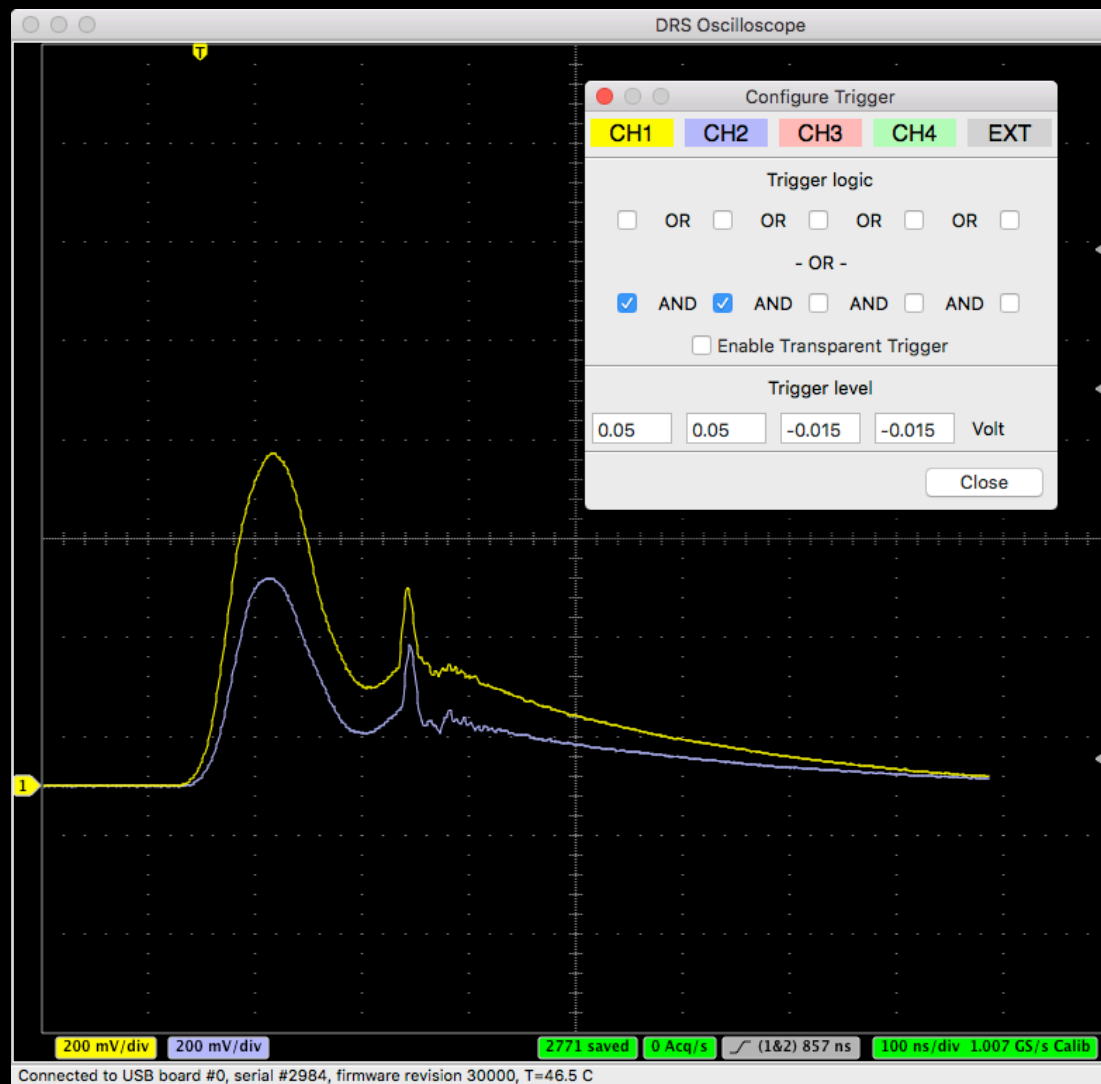 DRS Oscilloscope
T
Configure Trigger
CH1 CH2 CH3 CH4 EXT
Trigger logic
OR OR OR OR
- OR -
AND AND AND AND
Enable Transparent Trigger
Trigger level
0.05 0.05 -0.015 -0.015 Volt
Close
1
200 mV/div 200 mV/div 2771 saved 0 Acq/s (1&2) 857 ns 100 ns/div 1.007 GS/s Calib
Connected to USB board #0, serial #2984, firmware revision 30000, T=46.5 C